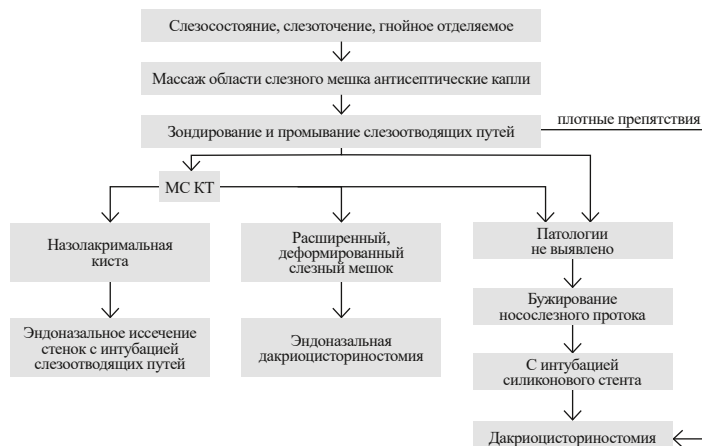 Слезосостояние, слезотечение, гнойное отделяемое
Массаж области слезного мешка антисептические капли
Зондирование и промывание слезоотводящих путей
плотные препятствия
МС КТ
Назолакримальная
киста
Расширенный,
деформированный
слезный мешок
Патологии
не выявлено
Эндоназальное иссечение
стенок с интубацией
слезоотводящих путей
Эндоназальная
дакриоцисториностомия
Бужирование
носослезного протока
С интубацией
силиконового стента
Дакриоцисториностомия